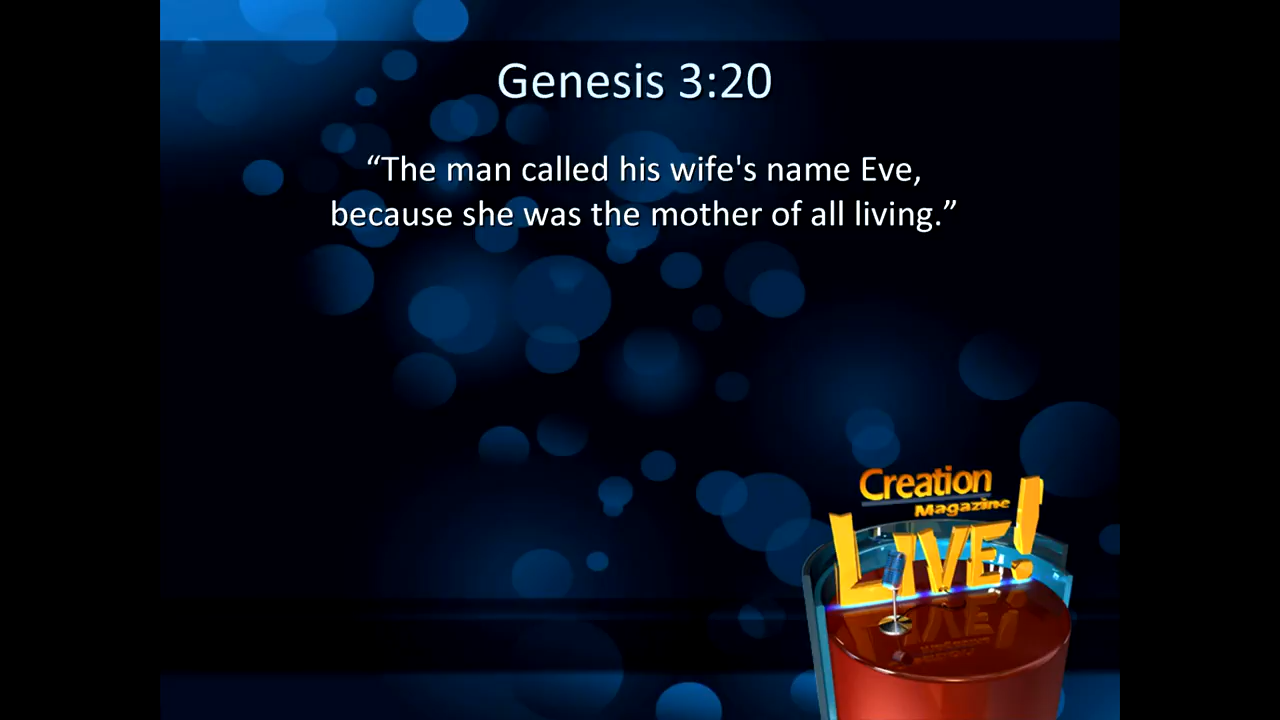 Genesis 3:20
“The man called his wife's name Eve,
because she was the mother of all living.”
Creation
Magazine
LIVE!